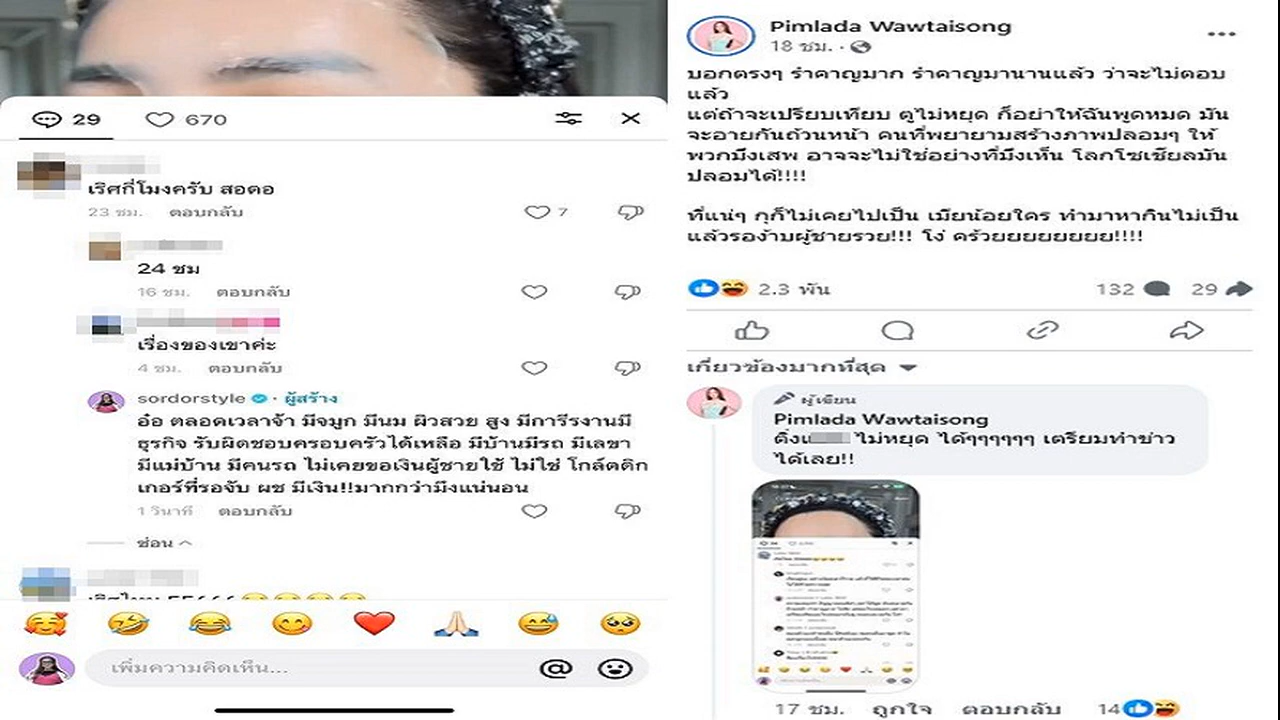 29
670
เริศกี่โมงครับ สอดอ
23 ชม. ตอบกลับ
7
24 ชม
16 ชม. ตอบกลับ
เรื่องของเขาค่ะ
4 ชม. ตอบกลับ
sordorstyle · ผู้สร้าง
อ๋อ ตลอดเวลาจ้า มีจมูก มีนม ผิวสวย สูง มีการีรงานมี
ธุรกิจ รับผิดชอบครอบครัวได้เหลือ มีบ้านมีรถ มีเลขา
มีแม่บ้าน มีคนรถ ไม่เคยขอเงินผู้ชายใช้ ไม่ใช่ โกล์ดดิก
เกอร์ที่รอจับ ผช มีเงิน!!มากกว่ามึงแน่นอน
1 วินาที ตอบกลับ
ซ่อน
เพิ่มความคิดเห็น...
Pimlada Wawtaisong
18 ชม. ·
บอกตรงๆ รำคาญมาก รำคาญมานานแล้ว ว่าจะไม่ตอบ
แล้ว
แต่ถ้าจะเปรียบเทียบ ดูไม่หยุด ก็อย่าให้ฉันพูดหมด มัน
จะอายกันถ้วนหน้า คนที่พยายามสร้างภาพปลอมๆ ให้
พวกมึงเสพ อาจจะไม่ใช่อย่างที่มึงเห็น โลกโซเชียลมัน
ปลอมได้!!!!
ที่แน่ๆ กูก็ไม่เคยไปเป็น เมียน้อยใคร ทำมาหากินไม่เป็น
แล้วรอง้าบผู้ชายรวย!!! โง่ คร้วยยยยยยย!!!!
2.3 พัน
132
29
เกี่ยวข้องมากที่สุด
ผู้เขียน
Pimlada Wawtaisong
ไม่หยุด ได้ๆๆๆๆๆๆ เตรียมทำข่าว
ได้เลย!!
17 ชม. ถูกใจ ตอบกลับ
14